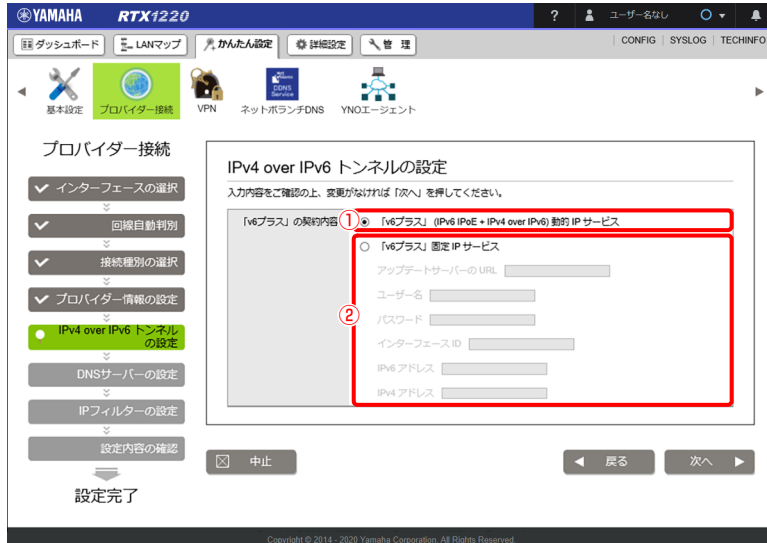 YAMAHA RTX1220
? ユーザー名なし
ダッシュボード LANマップ かんたん設定 詳細設定 管 理 CONFIG SYSLOG TECHINFO
DDNS Service
基本設定 プロバイダー接続 VPN ネットボランチDNS YNOエージェント
プロバイダー接続
インターフェースの選択
回線自動判別
接続種別の選択
プロバイダー情報の設定
IPv4 over IPv6 トンネル
の設定
DNSサーバーの設定
IPフィルターの設定
設定内容の確認
設定完了
IPv4 over IPv6 トンネルの設定
入力内容をご確認の上、変更がなければ「次へ」を押してください。
「v6プラス」の契約内容 ① 「v6プラス」 (IPv6 IPoE + IPv4 over IPv6) 動的 IP サービス
「v6プラス」固定 IP サービス
アップデートサーバーの URL
ユーザー名
②
パスワード
インターフェース ID
IPv6 アドレス
IPv4 アドレス
中止 戻る 次へ
Copyright © 2014 - 2020 Yamaha Corporation. All Rights Reserved.